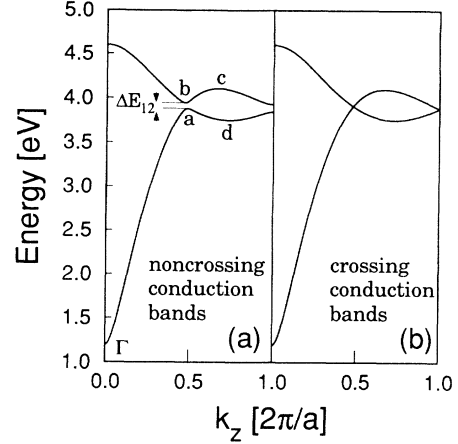 5.0
4.5
4.0
3.5
3.0
2.5
2.0
1.5
1.0
Energy [eV]
ΔE12
b
c
a
d
noncrossing
conduction
bands
(a)
Γ
crossing
conduction
bands
(b)
0.0
0.5
1.0
0.5
1.0
k_z [2π/a]